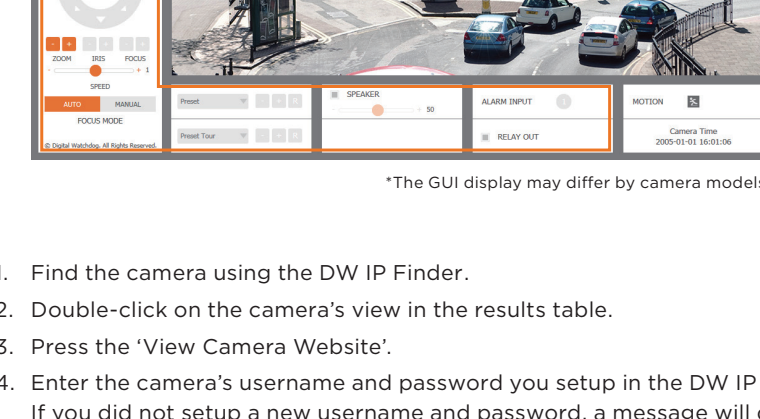 - + - + - +
ZOOM IRIS FOCUS
- + 1
SPEED
AUTO MANUAL
FOCUS MODE
© Digital Watchdog. All Rights Reserved.
Preset - + X
Preset Tour - + X
SPEAKER
- + 50
ALARM INPUT
RELAY OUT
MOTION
Camera Time
2005-01-01 16:01:06
*The GUI display may differ by camera models
1. Find the camera using the DW IP Finder.
2. Double-click on the camera’s view in the results table.
3. Press the ‘View Camera Website’.
4. Enter the camera’s username and password you setup in the DW IP
If you did not setup a new username and password, a message will